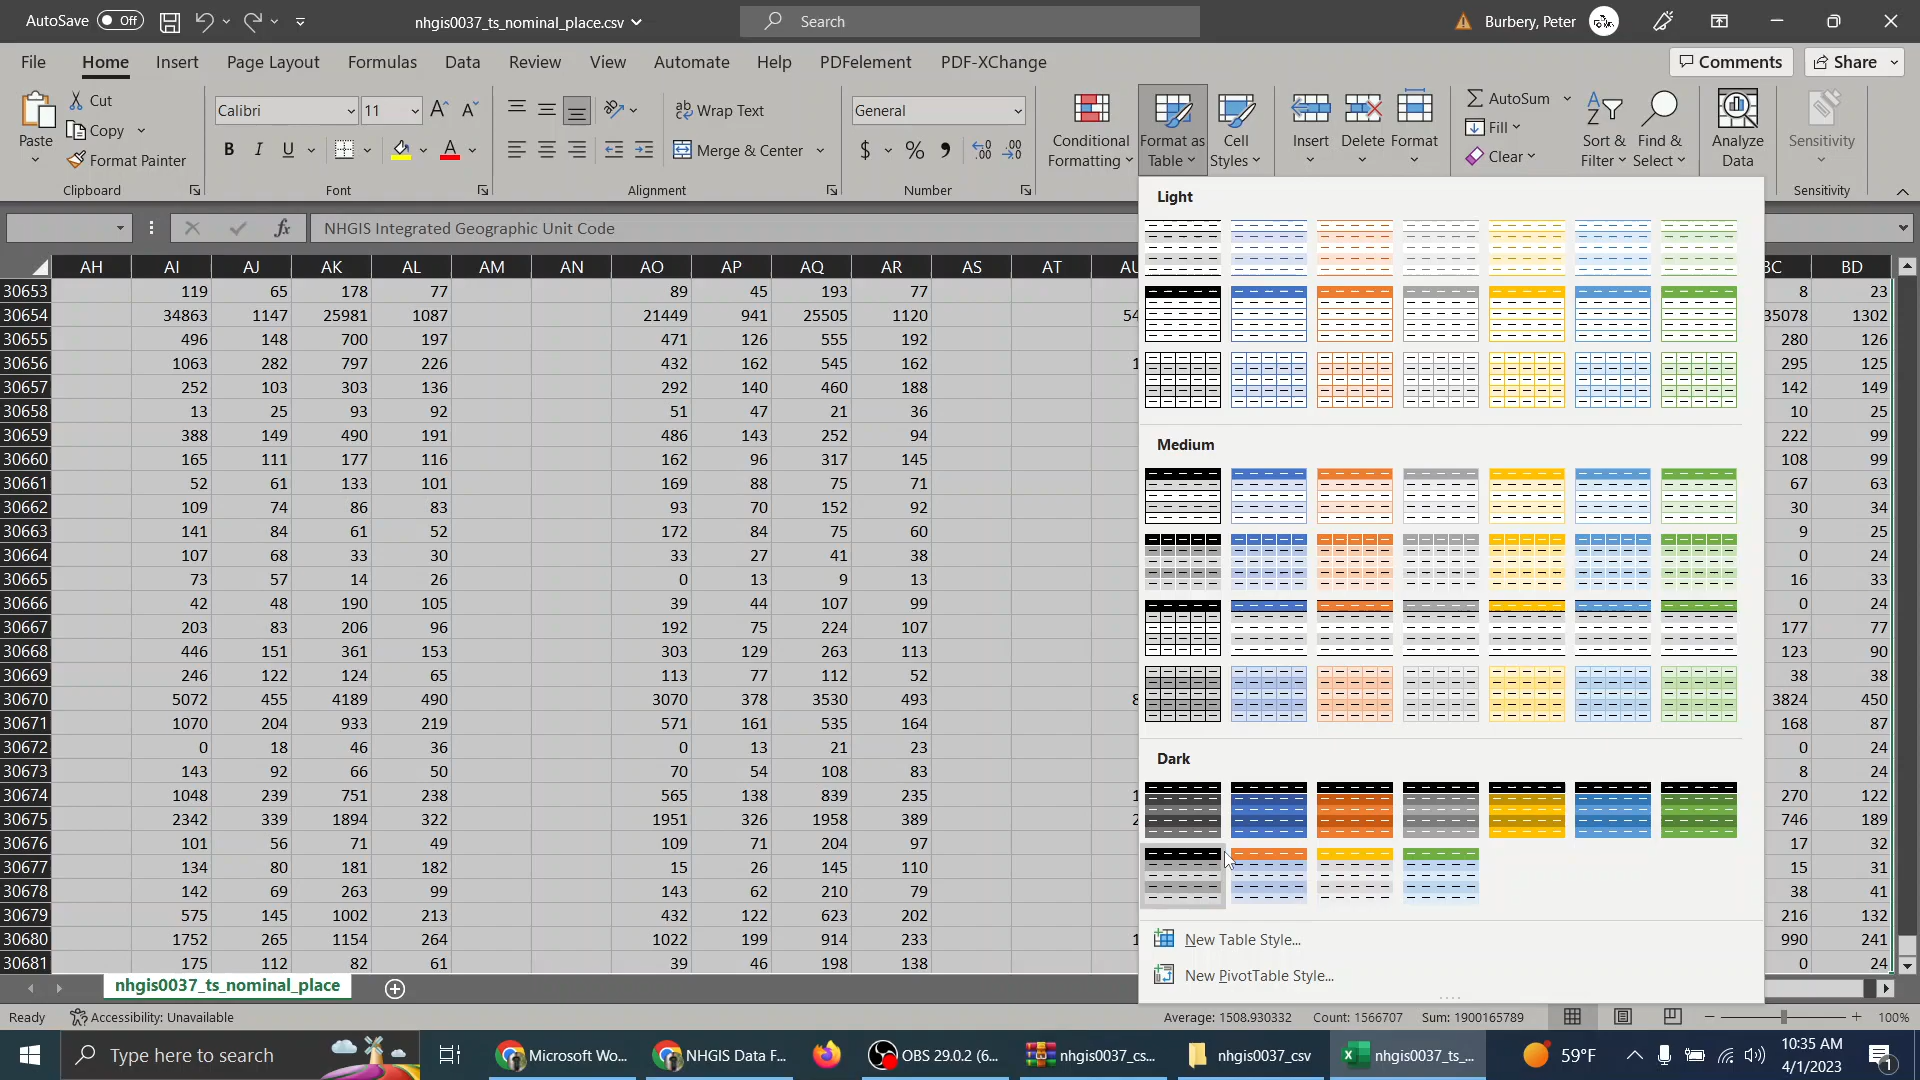 AutoSave Off nhgis0037_ts_nominal_place.csv Search Burbery, Peter
File Home Insert Page Layout Formulas Data Review View Automate Help PDFelement PDF-XChange Comments Share
Paste Cut Copy Format Painter Clipboard
Calibri 11 B I U Font
Wrap Text Merge & Center Alignment
General $ % Number
Conditional Formatting Format as Table Cell Styles
Insert Delete Format
AutoSum Fill Clear Sort & Filter Find & Select
Analyze Data Sensitivity Sensitivity
fx NHGIS Integrated Geographic Unit Code
AH AI AJ AK AL AM AN AO AP AQ AR AS AT AU BC BD
30653 119 65 178 77 89 45 193 77 8 23
30654 34863 1147 25981 1087 21449 941 25505 1120 54 35078 1302
30655 496 148 700 197 471 126 555 192 280 126
30656 1063 282 797 226 432 162 545 162 1 295 125
30657 252 103 303 136 292 140 460 188 142 149
30658 13 25 93 92 51 47 21 36 10 25
30659 388 149 490 191 486 143 252 94 222 99
30660 165 111 177 116 162 96 317 145 108 99
30661 52 61 133 101 169 88 75 71 67 63
30662 109 74 86 83 93 70 152 92 30 34
30663 141 84 61 52 172 84 75 60 9 25
30664 107 68 33 30 33 27 41 38 0 24
30665 73 57 14 26 0 13 9 13 16 33
30666 42 48 190 105 39 44 107 99 0 24
30667 203 83 206 96 192 75 224 107 177 77
30668 446 151 361 153 303 129 263 113 123 90
30669 246 122 124 65 113 77 112 52 38 38
30670 5072 455 4189 490 3070 378 3530 493 8 3824 450
30671 1070 204 933 219 571 161 535 164 168 87
30672 0 18 46 36 0 13 21 23 0 24
30673 143 92 66 50 70 54 108 83 8 24
30674 1048 239 751 238 565 138 839 235 1 270 122
30675 2342 339 1894 322 1951 326 1958 389 2 746 189
30676 101 56 71 49 109 71 204 97 17 32
30677 134 80 181 182 15 26 145 110 15 31
30678 142 69 263 99 143 62 210 79 38 41
30679 575 145 1002 213 432 122 623 202 216 132
30680 1752 265 1154 264 1022 199 914 233 1 990 241
30681 175 112 82 61 39 46 198 138 0 24
Light
Medium
Dark
New Table Style...
New PivotTable Style...
nhgis0037_ts_nominal_place
Ready Accessibility: Unavailable Average: 1508.930332 Count: 1566707 Sum: 1900165789 100%
Type here to search Microsoft Wo... NHGIS Data F... OBS 29.0.2 (6... nhgis0037_cs... nhgis0037_csv nhgis0037_ts_... 59°F 10:35 AM
4/1/2023 1